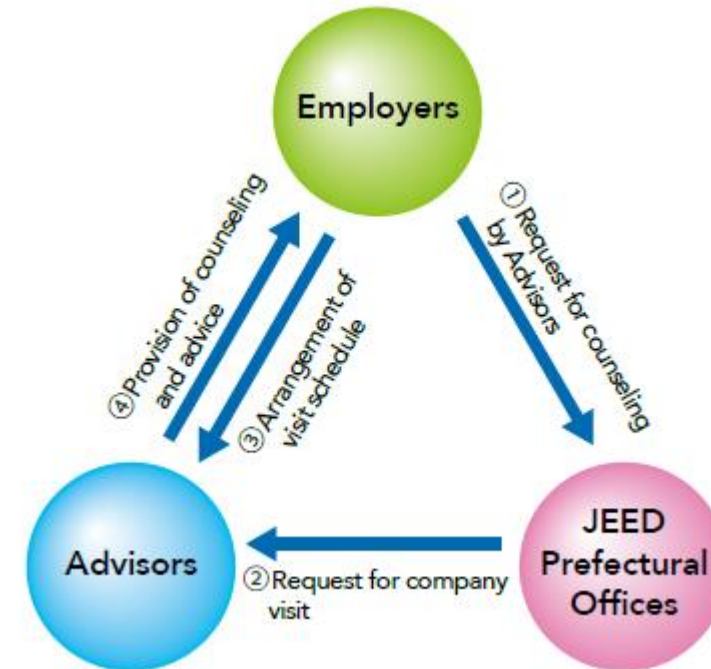 Employers
①Request for counseling
by Advisors
④Provision of counseling
and advice
③Arrangement of
visit schedule
Advisors
②Request for company
visit
JEED
Prefectural
Offices